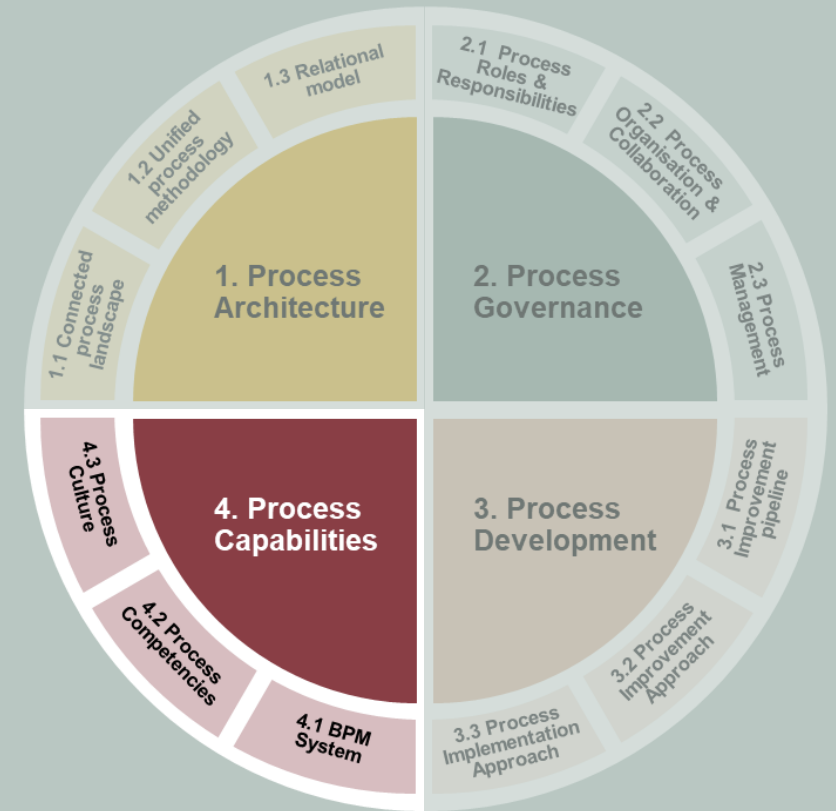 1.1 Connected
process
landscape
1.2 Unified
process
methodology
1.3 Relational
model
2.1 Process
Roles &
Responsibilities
2.2 Process
Organisation &
Collaboration
2.3 Process
Management
1. Process
Architecture
2. Process
Governance
4. Process
Capabilities
3. Process
Development
3.1 Process
Improvement
pipeline
3.2 Process
Improvement
Approach
3.3 Process
Implementation
Approach
4.1 BPM
System
4.2 Process
Competencies
4.3 Process
Culture